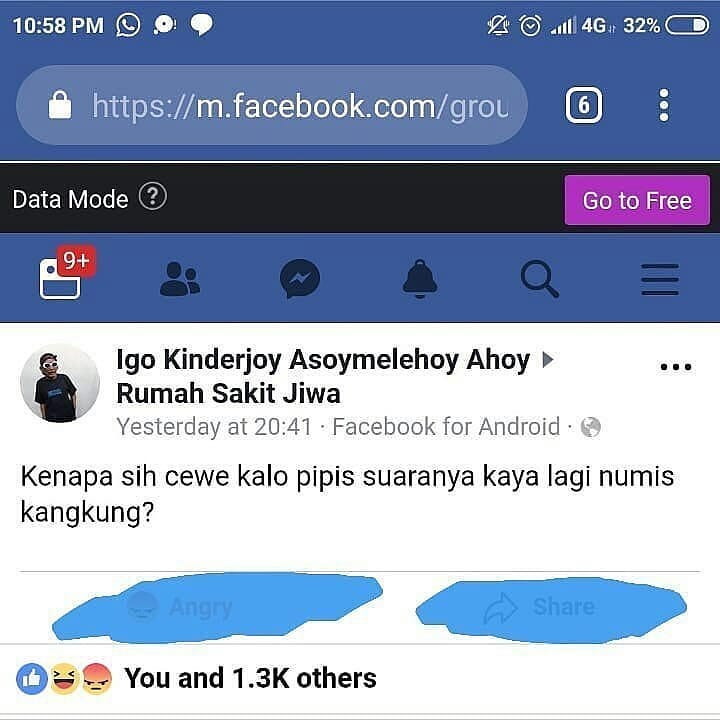 10:58 PM 4G 32%
https://m.facebook.com/grou 6
Data Mode ? Go to Free
9+
Igo Kinderjoy Asoymelehoy Ahoy ▸
Rumah Sakit Jiwa
Yesterday at 20:41 · Facebook for Android ·
Kenapa sih cewe kalo pipis suaranya kaya lagi numis
kangkung?
Angry Share
You and 1.3K others